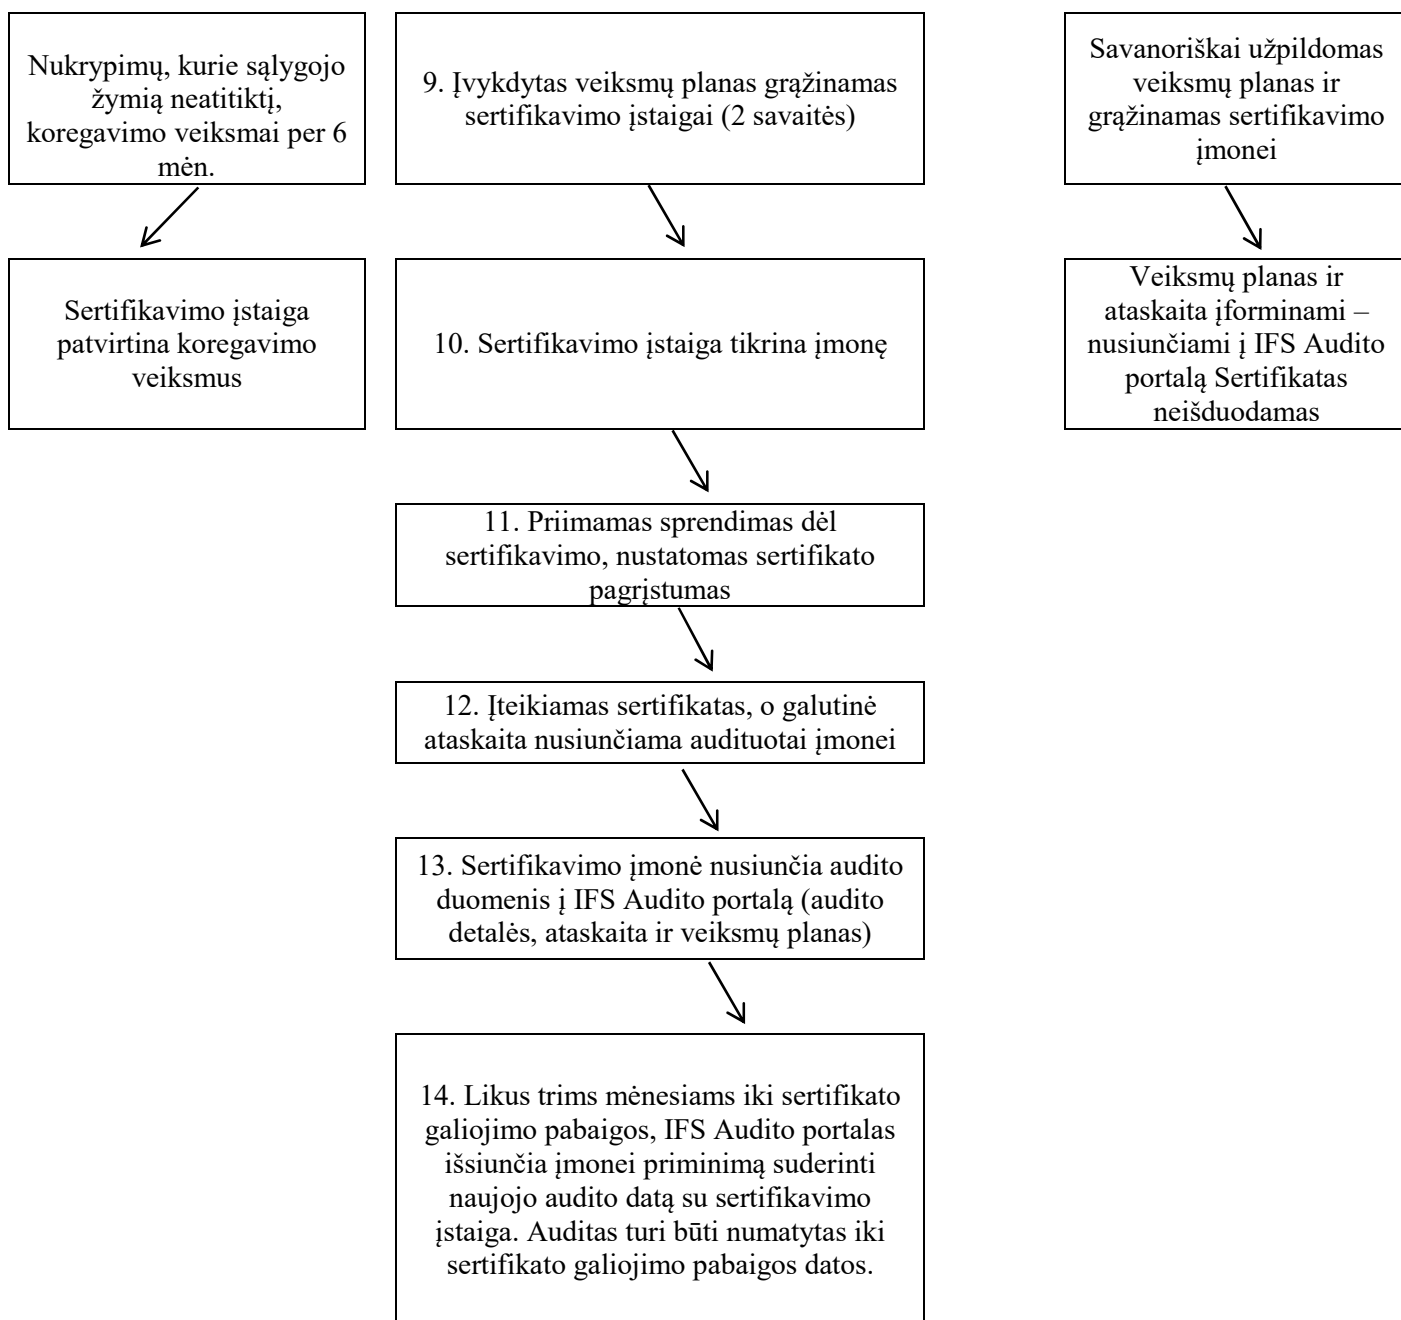 Nukrypimų, kurie sąlygojo
žymią neatitiktį,
koregavimo veiksmai per 6
mėn.
9. Įvykdytas veiksmų planas grąžinamas
sertifikavimo įstaigai (2 savaitės)
Savanoriškai užpildomas
veiksmų planas ir
grąžinamas sertifikavimo
įmonei
Sertifikavimo įstaiga
patvirtina koregavimo
veiksmus
10. Sertifikavimo įstaiga tikrina įmonę
Veiksmų planas ir
ataskaita įforminami –
nusiunčiami į IFS Audito
portalą Sertifikatas
neišduodamas
11. Priimamas sprendimas dėl
sertifikavimo, nustatomas sertifikato
pagrįstumas
12. Įteikiamas sertifikatas, o galutinė
ataskaita nusiunčiama audituotai įmonei
13. Sertifikavimo įmonė nusiunčia audito
duomenis į IFS Audito portalą (audito
detalės, ataskaita ir veiksmų planas)
14. Likus trims mėnesiams iki sertifikato
galiojimo pabaigos, IFS Audito portalas
išsiunčia įmonei priminimą suderinti
naujojo audito datą su sertifikavimo
įstaiga. Auditas turi būti numatytas iki
sertifikato galiojimo pabaigos datos.